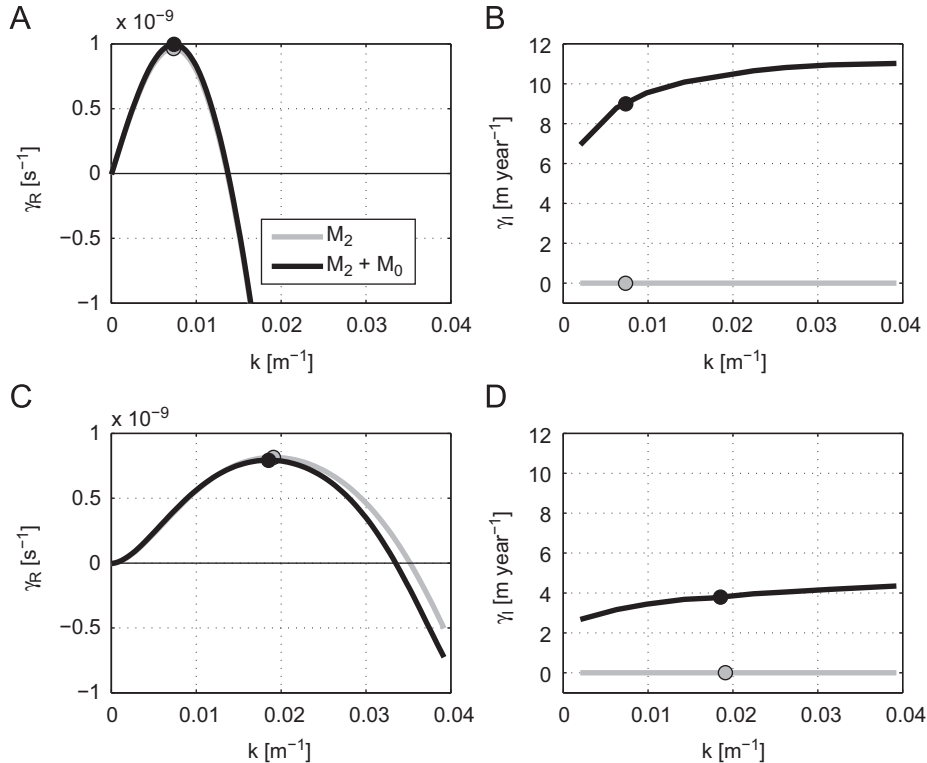 A
x 10⁻⁹
1
0.5
0
−0.5
−1
γR [s⁻¹]
M₂
M₂ + M₀
0 0.01 0.02 0.03 0.04
k [m⁻¹]
B
12
10
8
6
4
2
0
γI [m year⁻¹]
0 0.01 0.02 0.03 0.04
k [m⁻¹]
C
x 10⁻⁹
1
0.5
0
−0.5
−1
γR [s⁻¹]
0 0.01 0.02 0.03 0.04
k [m⁻¹]
D
12
10
8
6
4
2
0
γI [m year⁻¹]
0 0.01 0.02 0.03 0.04
k [m⁻¹]